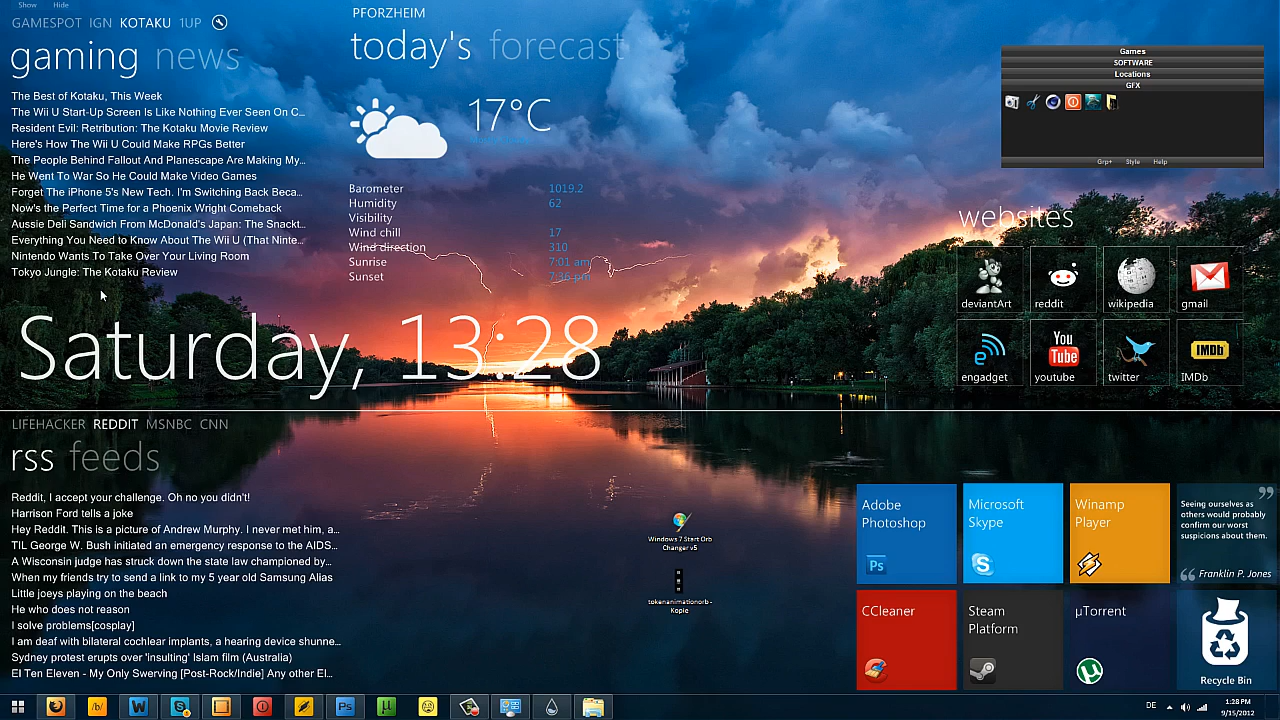 Show Hide
GAMESPOT IGN KOTAKU 1UP
gaming news
The Best of Kotaku, This Week
The Wii U Start-Up Screen Is Like Nothing Ever Seen On C...
Resident Evil: Retribution: The Kotaku Movie Review
Here's How The Wii U Could Make RPGs Better
The People Behind Fallout And Planescape Are Making My...
He Went To War So He Could Make Video Games
Forget The iPhone 5's New Tech. I'm Switching Back Beca...
Now's the Perfect Time for a Phoenix Wright Comeback
Aussie Deli Sandwich From McDonald's Japan: The Snackt...
Everything You Need to Know About The Wii U (That Ninte...
Nintendo Wants To Take Over Your Living Room
Tokyo Jungle: The Kotaku Review
PFORZHEIM
today's forecast
17°C
Barometer 1019.2
Humidity 62
Visibility
Wind chill 17
Wind direction 310
Sunrise 7:01 am
Sunset 7:36 pm
Games
SOFTWARE
Locations
GFX
Grp+ Style Help
websites
deviantArt reddit wikipedia gmail
You
Tube
IMDb
engadget youtube twitter IMDb
Saturday, 13:28
LIFEHACKER REDDIT MSNBC CNN
rss feeds
Reddit, I accept your challenge. Oh no you didn't!
Harrison Ford tells a joke
Hey Reddit. This is a picture of Andrew Murphy. I never met him, a...
TIL George W. Bush initiated an emergency response to the AIDS...
A Wisconsin judge has struck down the state law championed by...
When my friends try to send a link to my 5 year old Samsung Alias
Little joeys playing on the beach
He who does not reason
I solve problems[cosplay]
I am deaf with bilateral cochlear implants, a hearing device shunne...
Sydney protest erupts over 'insulting' Islam film (Australia)
El Ten Eleven - My Only Swerving [Post-Rock/Indie] Any other El...
Windows 7 Start Orb
Changer v5
tokenanimationorb -
Kopie
Adobe
Photoshop
Ps
Microsoft
Skype
S
Winamp
Player
Seeing ourselves as
others would probably
confirm our worst
suspicions about them.
Franklin P. Jones
CCleaner
Steam
Platform
µTorrent
Recycle Bin
/b/ W S Ps µ
DE
1:28 PM
9/15/2012